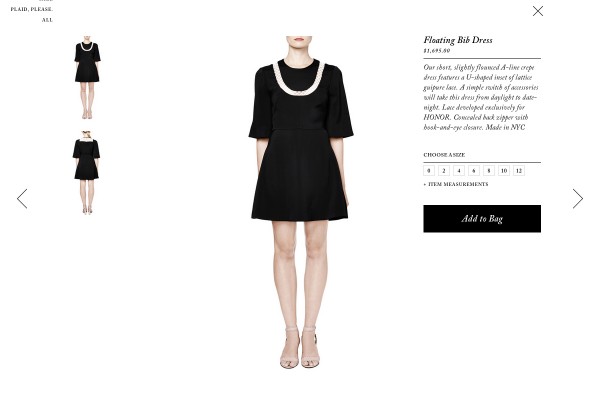 PLAID, PLEASE.
ALL
Floating Bib Dress
$1,695.00
Our short, slightly flounced A-line crepe
dress features a U-shaped inset of lattice
guipure lace. A simple switch of accessories
will take this dress from daylight to date-
night. Lace developed exclusively for
HONOR. Concealed back zipper with
hook-and-eye closure. Made in NYC
CHOOSE A SIZE
0 2 4 6 8 10 12
+ ITEM MEASUREMENTS
Add to Bag